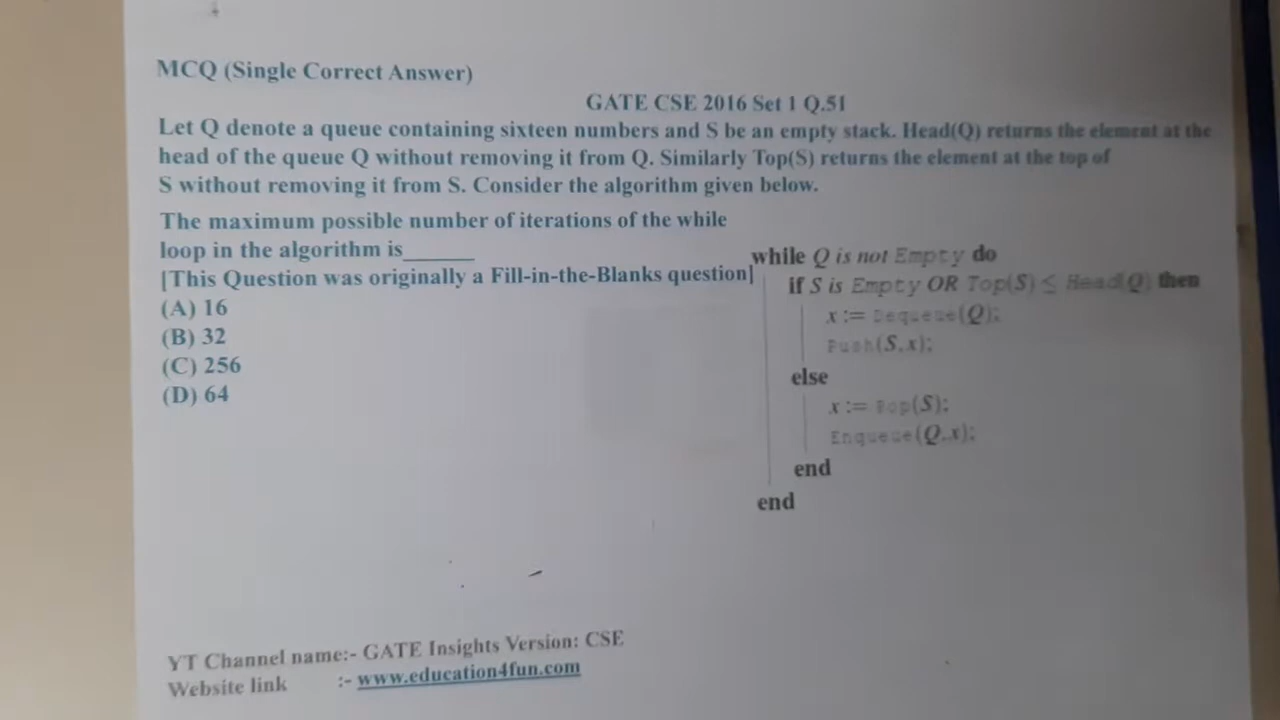 MCQ (Single Correct Answer)
GATE CSE 2016 Set 1 Q.51
Let Q denote a queue containing sixteen numbers and S be an empty stack. Head(Q) returns the element at the
head of the queue Q without removing it from Q. Similarly Top(S) returns the element at the top of
S without removing it from S. Consider the algorithm given below.
The maximum possible number of iterations of the while
loop in the algorithm is______
[This Question was originally a Fill-in-the-Blanks question]
(A) 16
(B) 32
(C) 256
(D) 64
while Q is not Empty do
if S is Empty OR Top(S) ≤ Head(Q) then
x := Dequeue(Q);
Push(S,x);
else
x := Pop(S);
Enqueue(Q,x);
end
end
YT Channel name:- GATE Insights Version: CSE
Website link :- www.education4fun.com